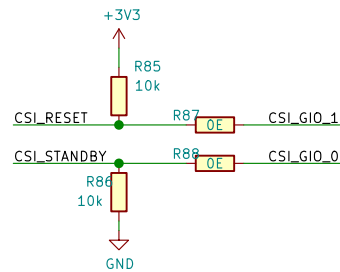 +3V3
R85
10k
CSI_RESET
R87
0E
CSI_GIO_1
CSI_STANDBY
R88
0E
CSI_GIO_0
R86
10k
GND